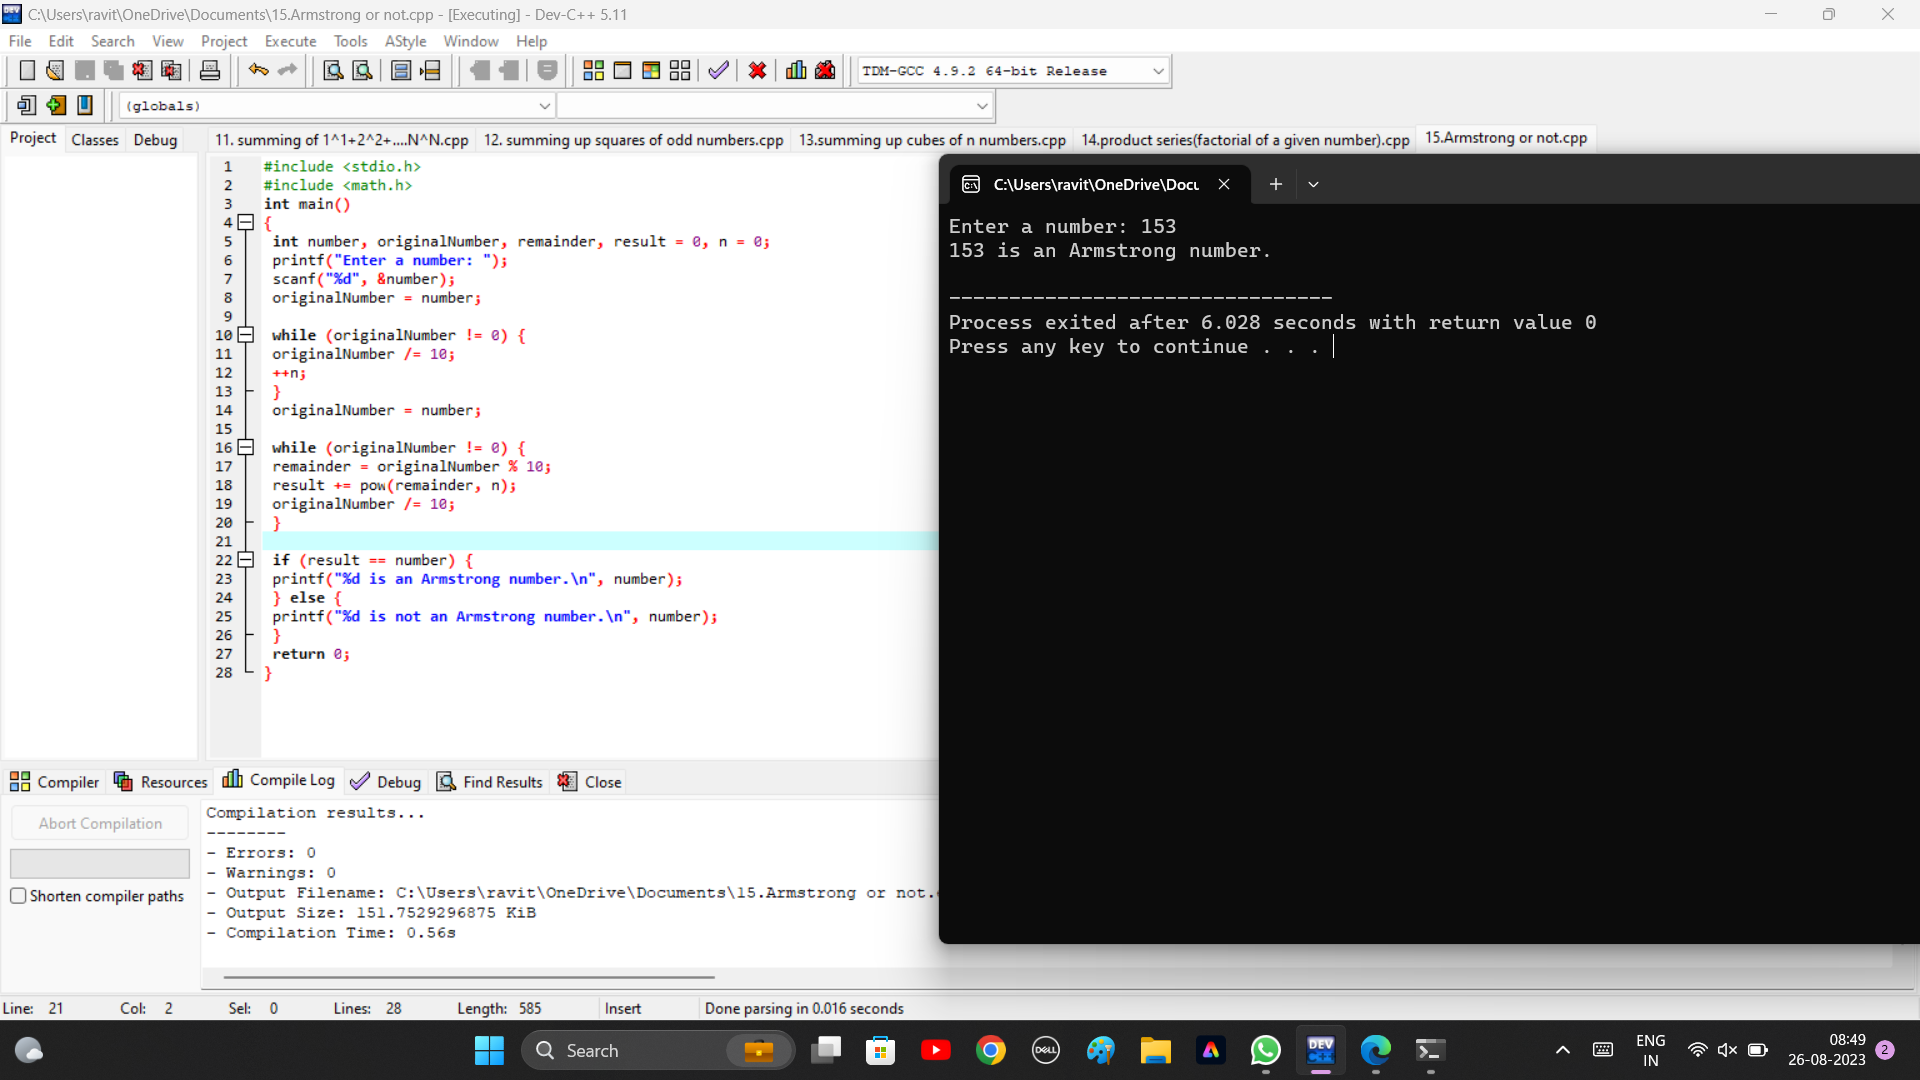 C:\Users\ravit\OneDrive\Documents\15.Armstrong or not.cpp - [Executing] - Dev-C++ 5.11
File Edit Search View Project Execute Tools AStyle Window Help
TDM-GCC 4.9.2 64-bit Release
(globals)
Project Classes Debug
11. summing of 1^1+2^2+....N^N.cpp 12. summing up squares of odd numbers.cpp 13.summing up cubes of n numbers.cpp 14.product series(factorial of a given number).cpp 15.Armstrong or not.cpp
1 #include <stdio.h>
2 #include <math.h>
3 int main()
4 {
5 int number, originalNumber, remainder, result = 0, n = 0;
6 printf("Enter a number: ");
7 scanf("%d", &number);
8 originalNumber = number;
9
10 while (originalNumber != 0) {
11 originalNumber /= 10;
12 ++n;
13 }
14 originalNumber = number;
15
16 while (originalNumber != 0) {
17 remainder = originalNumber % 10;
18 result += pow(remainder, n);
19 originalNumber /= 10;
20 }
21
22 if (result == number) {
23 printf("%d is an Armstrong number.\n", number);
24 } else {
25 printf("%d is not an Armstrong number.\n", number);
26 }
27 return 0;
28 }
C:\Users\ravit\OneDrive\Docu
Enter a number: 153
153 is an Armstrong number.
--------------------------------
Process exited after 6.028 seconds with return value 0
Press any key to continue . . .
Compiler Resources Compile Log Debug Find Results Close
Abort Compilation
Shorten compiler paths
Compilation results...
--------
- Errors: 0
- Warnings: 0
- Output Filename: C:\Users\ravit\OneDrive\Documents\15.Armstrong or not.
- Output Size: 151.7529296875 KiB
- Compilation Time: 0.56s
Line: 21 Col: 2 Sel: 0 Lines: 28 Length: 585 Insert Done parsing in 0.016 seconds
Search
DELL
DEV
ENG
IN
08:49
26-08-2023
2